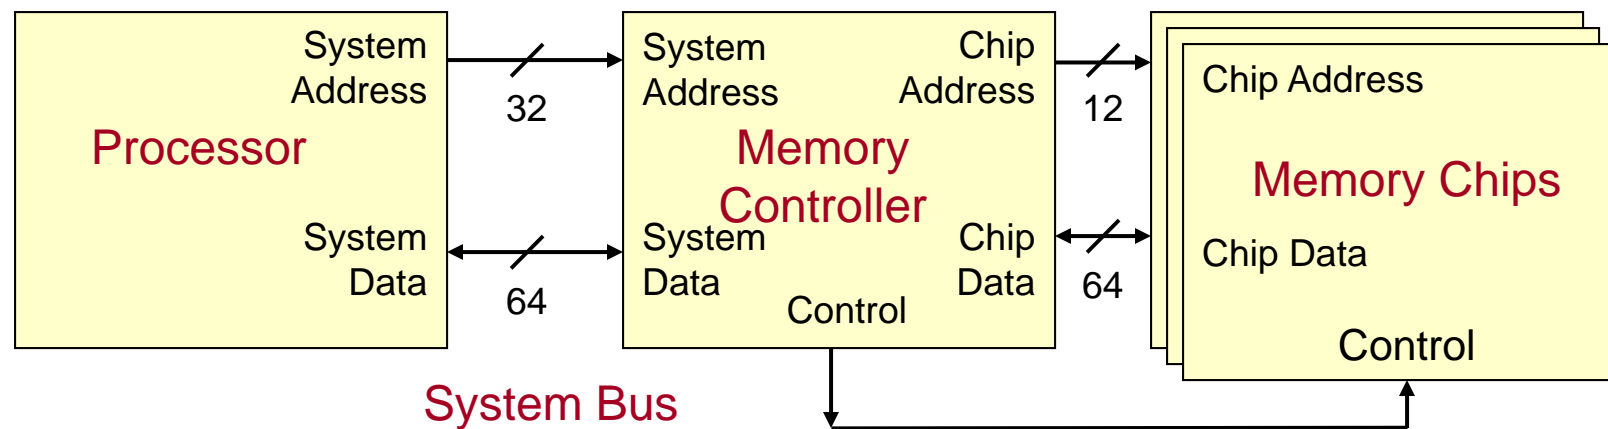 System
Address
32
Processor
System
Data
64
System
Address
Chip
Address
12
Memory
Controller
System
Data
Chip
Data
64
Control
Chip Address
Memory Chips
Chip Data
Control
System Bus